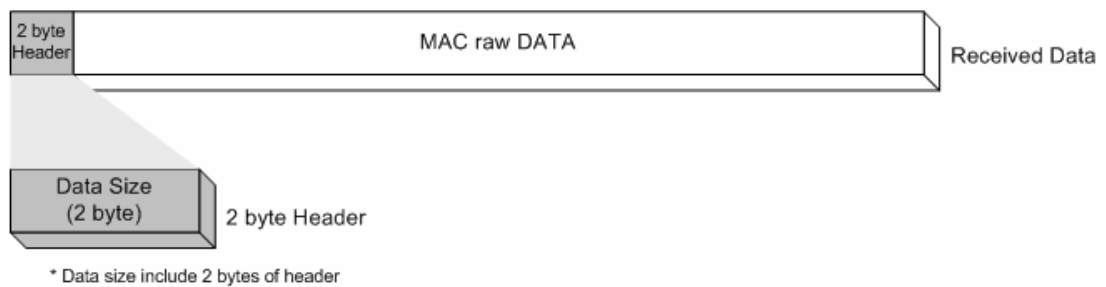 2 byte
Header
MAC raw DATA
Received Data
Data Size
(2 byte)
2 byte Header
* Data size include 2 bytes of header